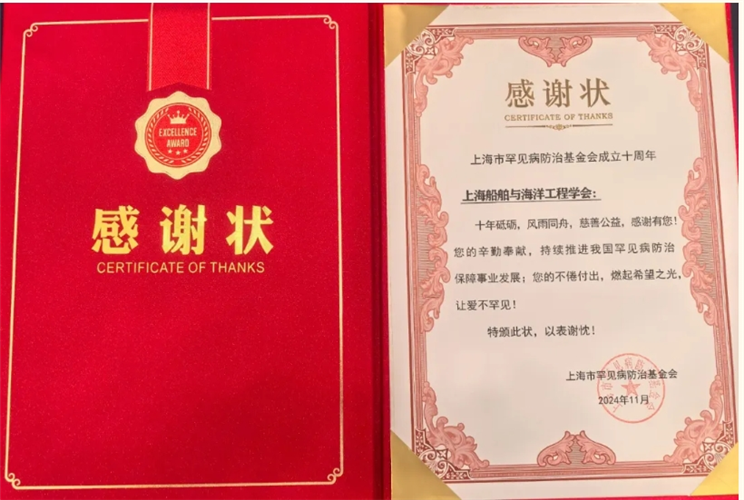 EXCELLENCE
AWARD
感谢状
CERTIFICATE OF THANKS
感谢状
CERTIFICATE OF THANKS
上海市罕见病防治基金会成立十周年
上海船舶与海洋工程学会：
十年砥砺，风雨同舟，慈善公益，感谢有您！
您的辛勤奉献，持续推进我国罕见病防治
保障事业发展；您的不倦付出，燃起希望之光，
让爱不罕见！
特颁此状，以表谢忱！
上海市罕见病防治基金会
2024年11月